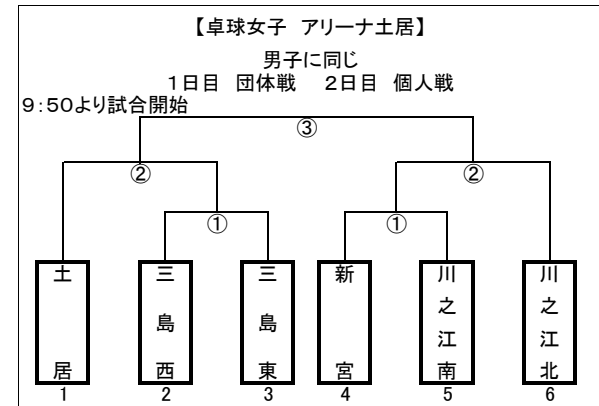 【卓球女子 アリーナ土居】
男子に同じ
1日目 団体戦 2日目 個人戦
9:50より試合開始
③
② ②
① ①
土居
三島西
三島東
新宮
川之江南
川之江北
1 2 3 4 5 6